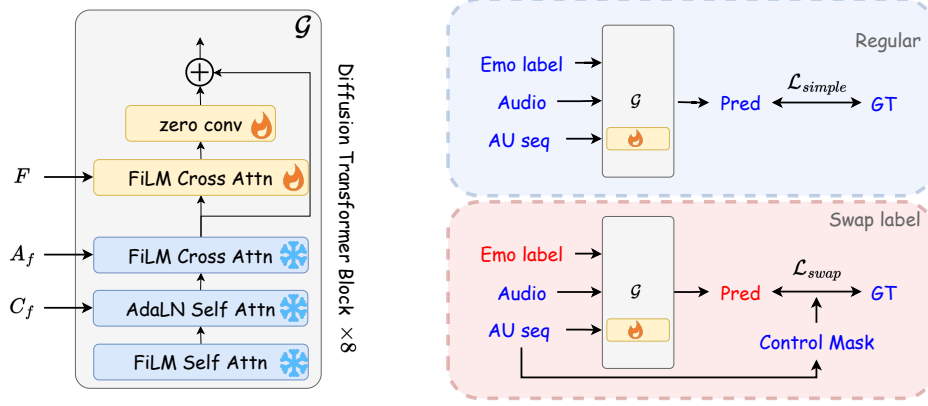 𝒢
zero conv
F
FiLM Cross Attn
A_f
FiLM Cross Attn
C_f
AdaLN Self Attn
FiLM Self Attn
Diffusion Transformer Block ×8
Regular
Emo label
Audio
AU seq
𝒢
Pred
ℒ_simple
GT
Swap label
Emo label
Audio
AU seq
𝒢
Pred
ℒ_swap
GT
Control Mask